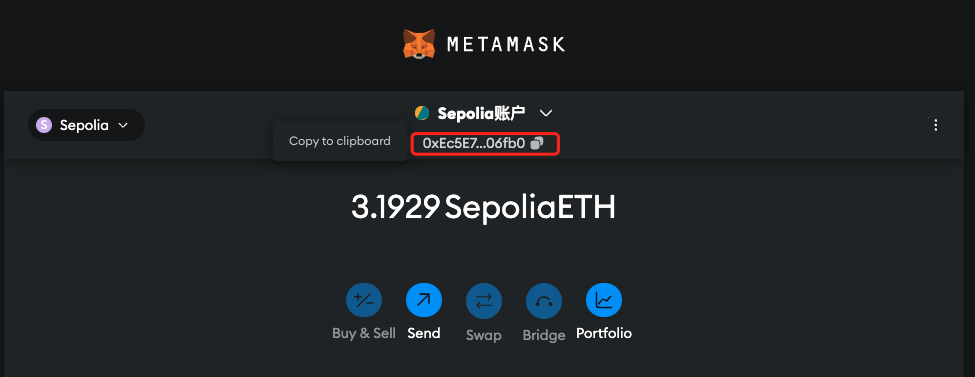 METAMASK
S Sepolia
Sepolia账户
Copy to clipboard
0xEc5E7...06fb0
3.1929 SepoliaETH
Buy & Sell
Send
Swap
Bridge
Portfolio